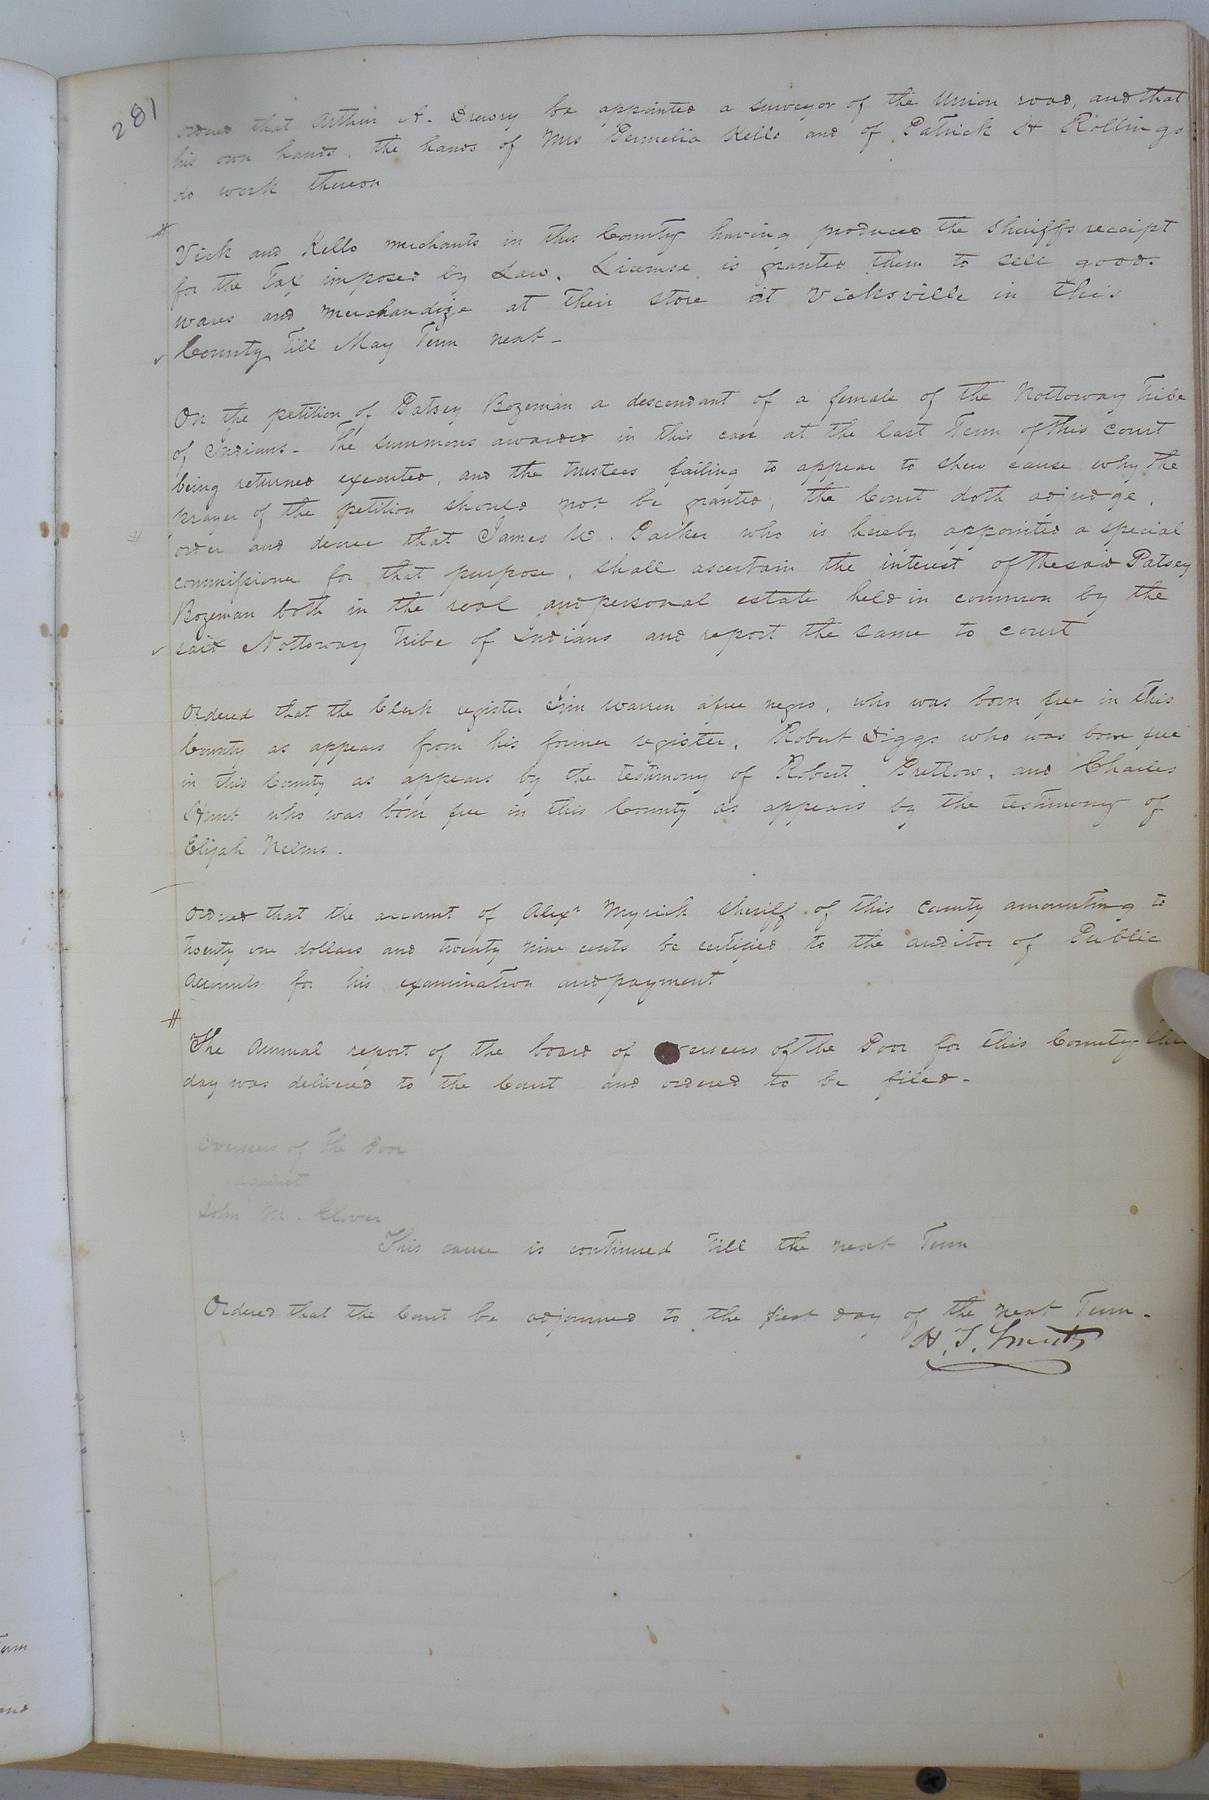 281
Ordered that Arthur A. Drewry be appointed a surveyor of the Union road, and that
his own hands, the hands of Mrs Permelia Kello and of Patrick H Rollings
do work thereon
Vick and Kello merchants in this County having produced the Sheriffs receipt
for the Tax imposed by Law. License is granted them to sell goods
wares and merchandize at their store at Vicksville in this
County till May Term next -
On the petition of Patsey Bozeman a descendant of a female of the Nottoway Tribe
of Indians - The summons awarded in this case at the last Term of this court
being returned executed, and the trustees failing to appear to shew cause why the
prayer of the petition should not be granted, the Court doth adjudge,
order and decree that James W. Parker who is hereby appointed a special
commissioner for that purpose, shall ascertain the interest of the said Patsey
Bozeman both in the real and personal estate held in common by the
said Nottoway Tribe of Indians and report the same to court
Ordered that the Clerk register Jim Warren a free negro, who was born free in this
County as appears from his former register, Robert Diggs who was born free
in this County as appears by the testimony of Robert Pretlow, and Charles
Hunt who was born free in this County as appears by the testimony of
Elijah Nelms.
Ordered that the account of Alexr Myrick sheriff of this county amounting to
twenty one dollars and twenty nine cents be certified to the auditor of Public
accounts for his examination and payment
The Annual report of the board of Overseers of the Poor for this County this
day was delivered to the Court and ordered to be filed -
Overseers of the Poor
against
John M. Glover
This cause is continued till the next Term
Ordered that the Court be adjourned to the first day of the next Term -
H. T. Smith
Term
and